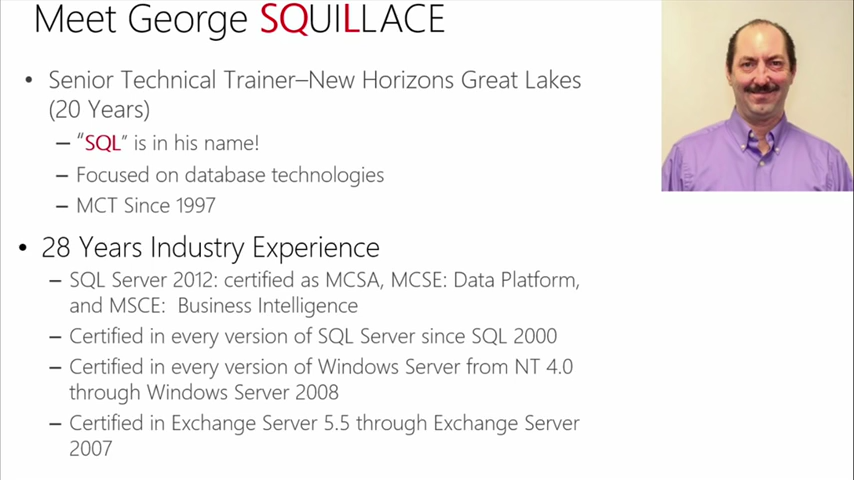 Meet George SQUILLACE
• Senior Technical Trainer–New Horizons Great Lakes
(20 Years)
– “SQL” is in his name!
– Focused on database technologies
– MCT Since 1997
• 28 Years Industry Experience
– SQL Server 2012: certified as MCSA, MCSE: Data Platform,
and MSCE: Business Intelligence
– Certified in every version of SQL Server since SQL 2000
– Certified in every version of Windows Server from NT 4.0
through Windows Server 2008
– Certified in Exchange Server 5.5 through Exchange Server
2007